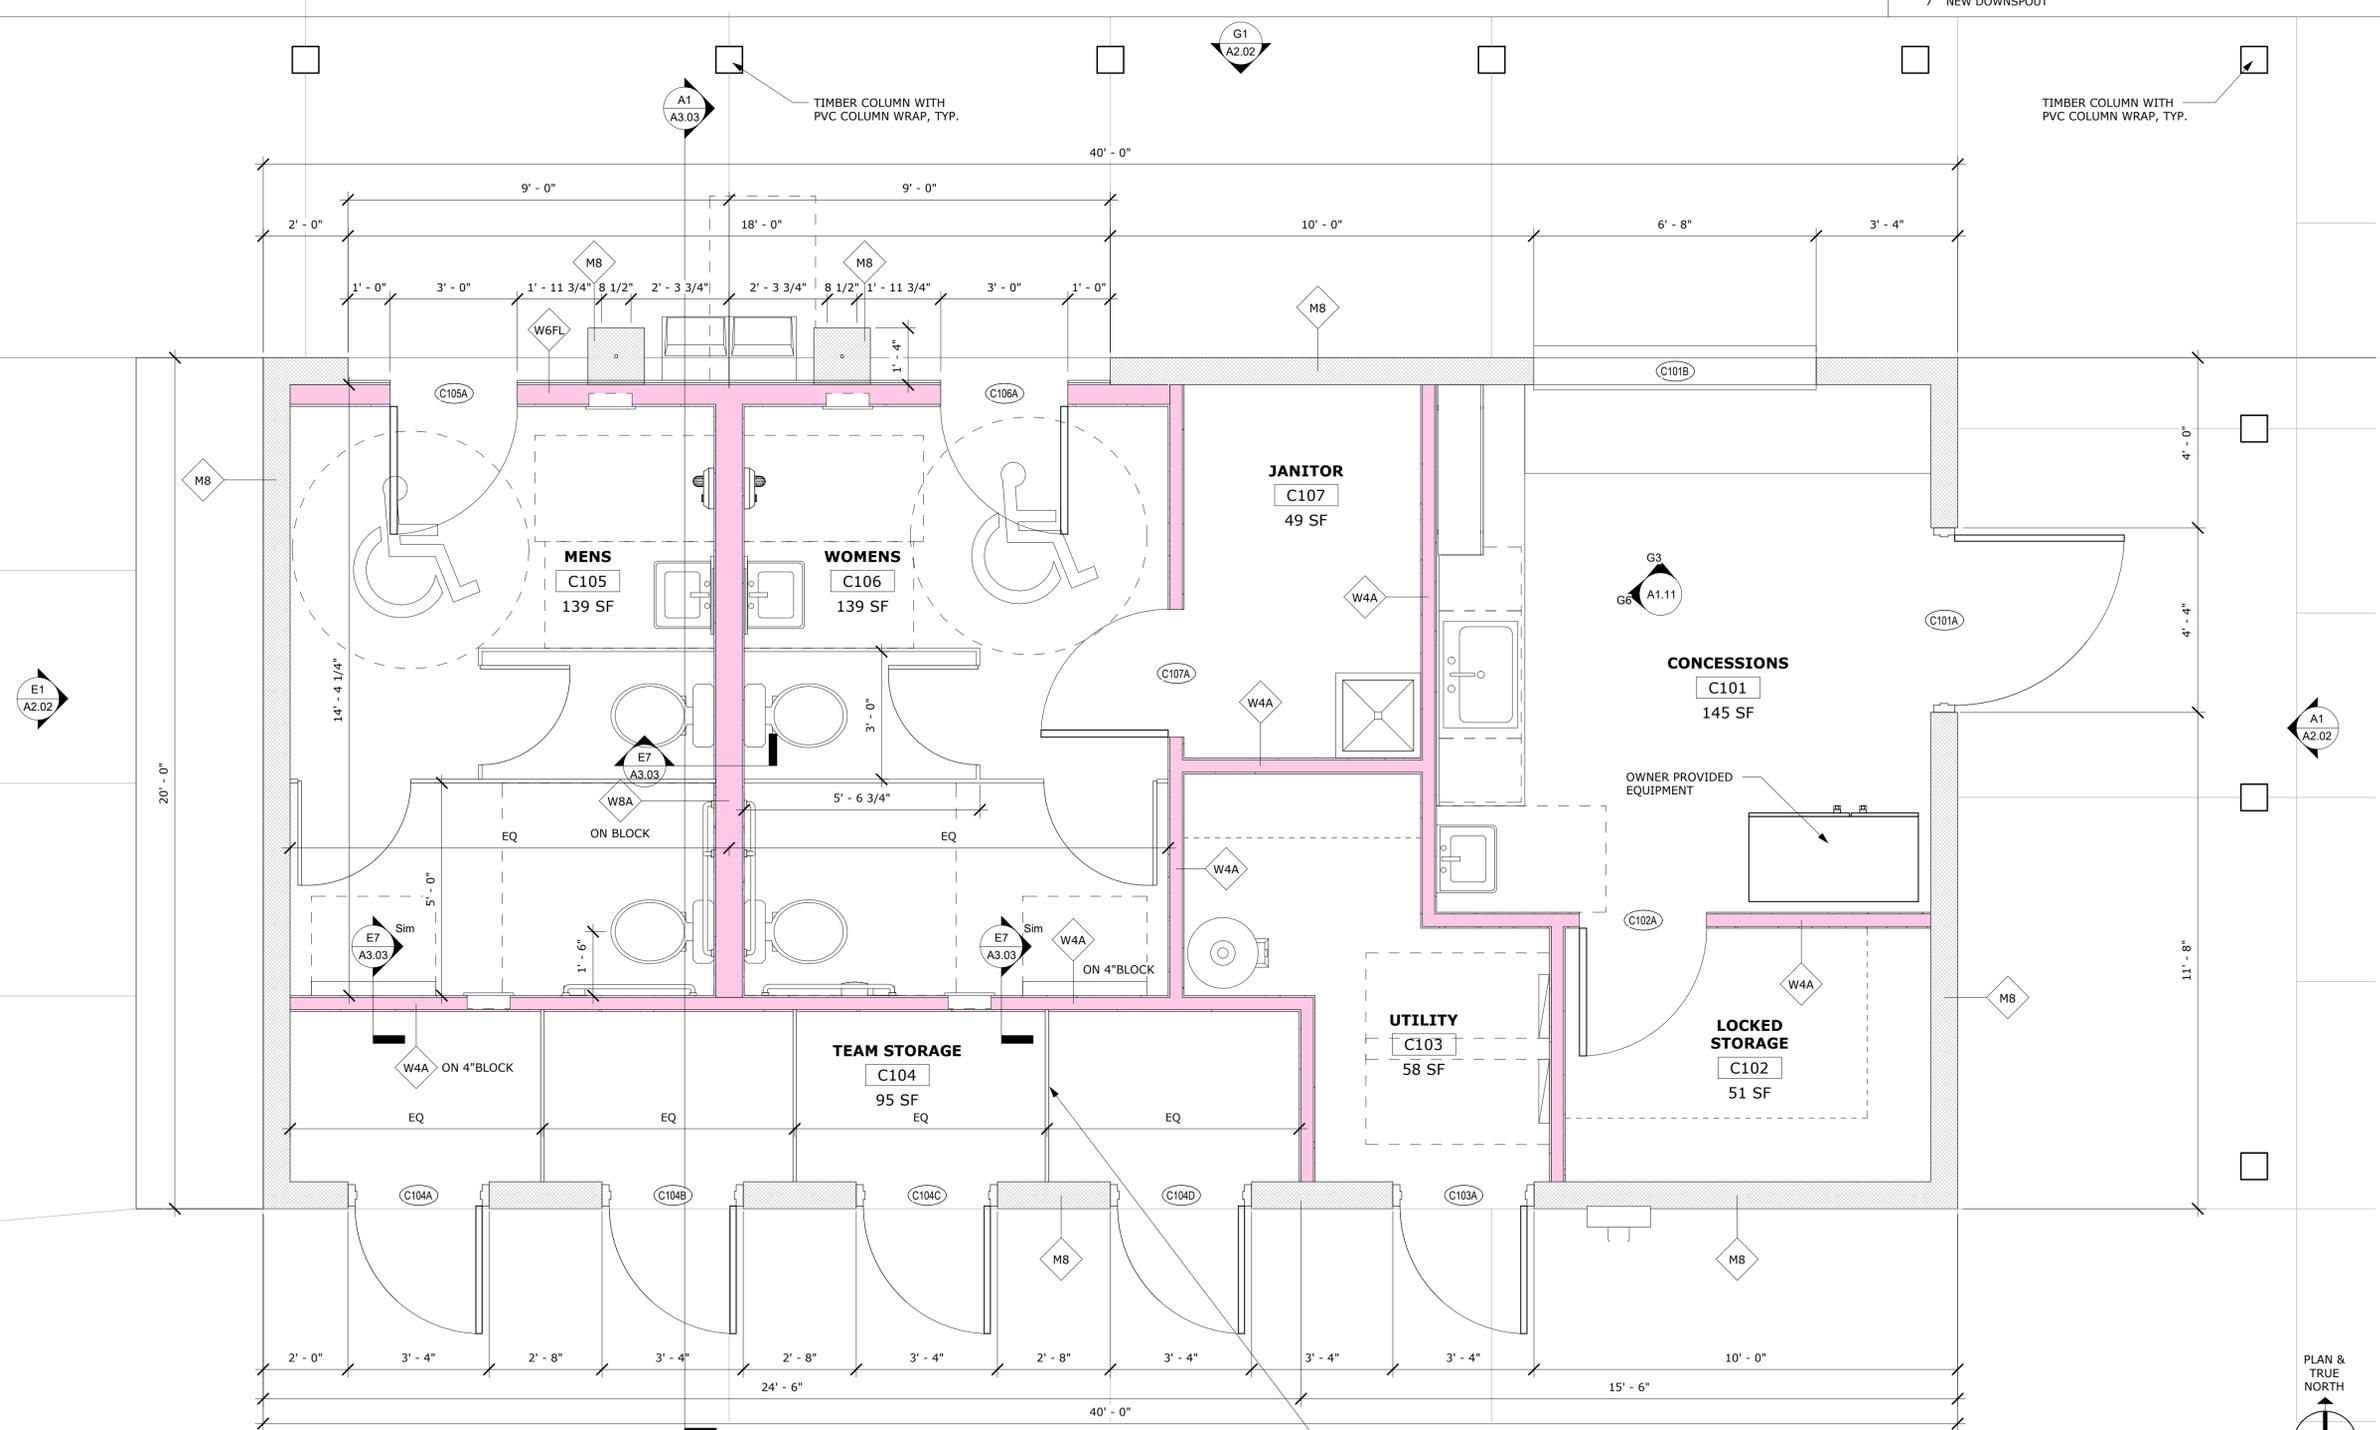 7 NEW DOWNSPOUT
G1
A2.02
A1
A3.03
TIMBER COLUMN WITH
PVC COLUMN WRAP, TYP.
TIMBER COLUMN WITH
PVC COLUMN WRAP, TYP.
40' - 0"
9' - 0"
9' - 0"
2' - 0"
18' - 0"
10' - 0"
6' - 8"
3' - 4"
M8
M8
1' - 0"
3' - 0"
1' - 11 3/4"
8 1/2"
2' - 3 3/4"
2' - 3 3/4"
8 1/2"
1' - 11 3/4"
3' - 0"
1' - 0"
M8
W6FL
1' - 4"
C105A
C106A
C101B
4' - 0"
M8
JANITOR
C107
49 SF
MENS
C105
139 SF
WOMENS
C106
139 SF
W4A
G3
G6
A1.11
C101A
4' - 4"
CONCESSIONS
C101
145 SF
C107A
14' - 4 1/4"
3' - 0"
W4A
E1
A2.02
A1
A2.02
E7
A3.03
20' - 0"
OWNER PROVIDED
EQUIPMENT
W8A
ON BLOCK
5' - 6 3/4"
EQ
EQ
W4A
5' - 0"
C102A
E7
A3.03
Sim
1' - 6"
E7
A3.03
Sim
W4A
ON 4"BLOCK
W4A
11' - 8"
M8
UTILITY
C103
58 SF
LOCKED
STORAGE
C102
51 SF
TEAM STORAGE
C104
95 SF
W4A
ON 4"BLOCK
EQ
EQ
EQ
EQ
C104A
C104B
C104C
C104D
C103A
M8
M8
2' - 0"
3' - 4"
2' - 8"
3' - 4"
2' - 8"
3' - 4"
2' - 8"
3' - 4"
3' - 4"
3' - 4"
10' - 0"
24' - 6"
15' - 6"
40' - 0"
PLAN &
TRUE
NORTH